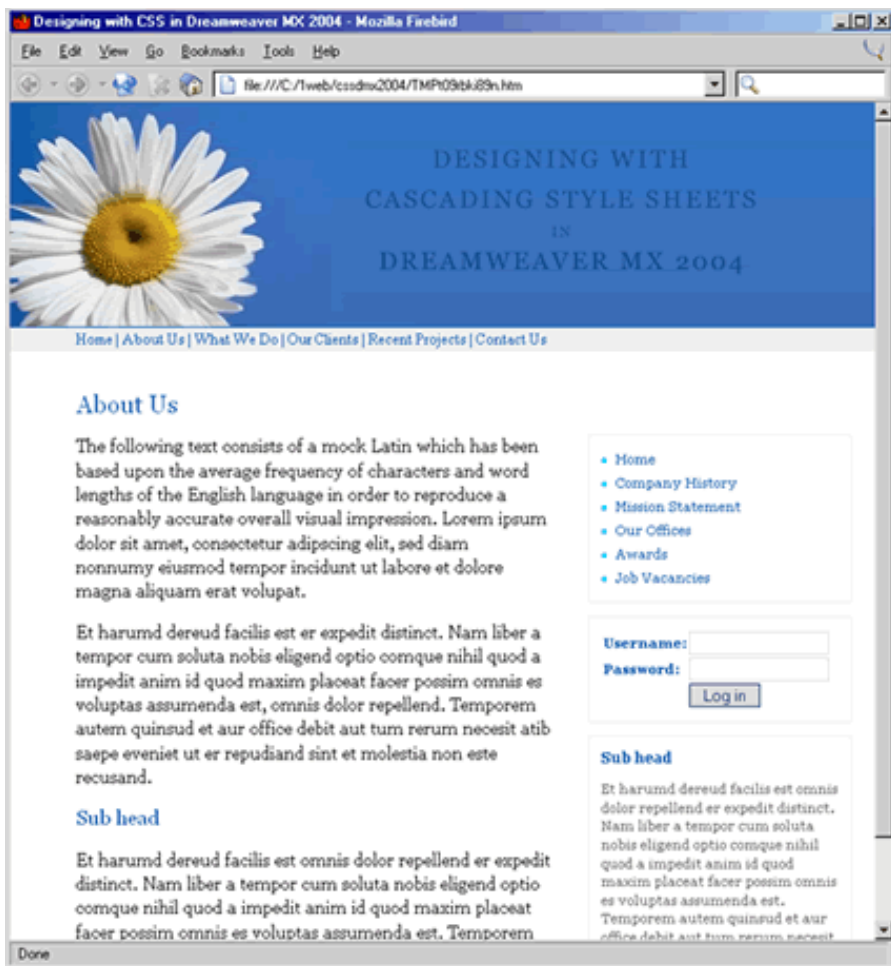 Designing with CSS in Dreamweaver MX 2004 - Mozilla Firebird
File Edit View Go Bookmarks Tools Help
file:///C:/1web/cssdmx2004/TMPt09rbki89n.htm
DESIGNING WITH
CASCADING STYLE SHEETS
IN
DREAMWEAVER MX 2004
Home | About Us | What We Do | Our Clients | Recent Projects | Contact Us
About Us
The following text consists of a mock Latin which has been
based upon the average frequency of characters and word
lengths of the English language in order to reproduce a
reasonably accurate overall visual impression. Lorem ipsum
dolor sit amet, consectetur adipscing elit, sed diam
nonnumy eiusmod tempor incidunt ut labore et dolore
magna aliquam erat volupat.
Et harumd dereud facilis est er expedit distinct. Nam liber a
tempor cum soluta nobis eligend optio comque nihil quod a
impedit anim id quod maxim placeat facer possim omnis es
voluptas assumenda est, omnis dolor repellend. Temporem
autem quinsud et aur office debit aut tum rerum necesit atib
saepe eveniet ut er repudiand sint et molestia non este
recusand.
Sub head
Et harumd dereud facilis est omnis dolor repellend er expedit
distinct. Nam liber a tempor cum soluta nobis eligend optio
comque nihil quod a impedit anim id quod maxim placeat
facer possim omnis es voluptas assumenda est. Temporem
Home
Company History
Mission Statement
Our Offices
Awards
Job Vacancies
Username:
Password:
Log in
Sub head
Et harumd dereud facilis est omnis
dolor repellend er expedit distinct.
Nam liber a tempor cum soluta
nobis eligend optio comque nihil
quod a impedit anim id quod
maxim placeat facer possim omnis
es voluptas assumenda est.
Temporem autem quinsud et aur
office debit aut tum rerum necesit
Done